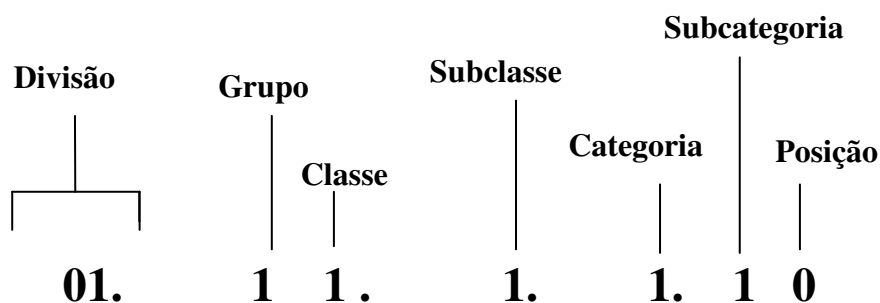 Subcategoria
Divisão Grupo Subclasse
Classe Categoria Posição
01. 1 1 . 1. 1. 1 0